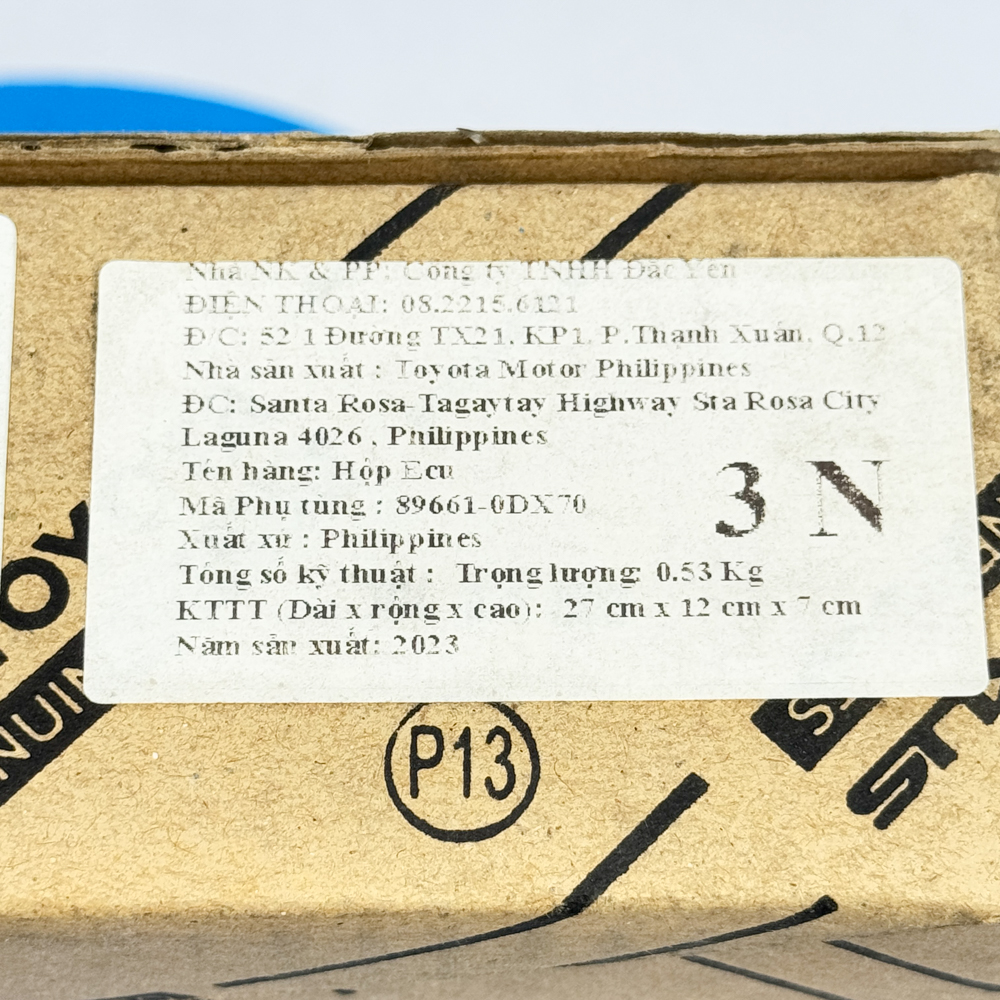 Nhà NK & PP: Công ty TNHH Đắc Yến
ĐIỆN THOẠI: 08.2215.6121
Đ/C: 52 1 Đường TX21, KP1, P.Thạnh Xuân, Q.12
Nhà sản xuất : Toyota Motor Philippines
ĐC: Santa Rosa-Tagaytay Highway Sta Rosa City
Laguna 4026 , Philippines
Tên hàng: Hộp Ecu
Mã Phụ tùng : 89661-0DX70
Xuất xứ : Philippines
3 N
Tổng số kỹ thuật : Trọng lượng: 0.53 Kg
KTTT (Dài x rộng x cao): 27 cm x 12 cm x 7 cm
Năm sản xuất: 2023
P13